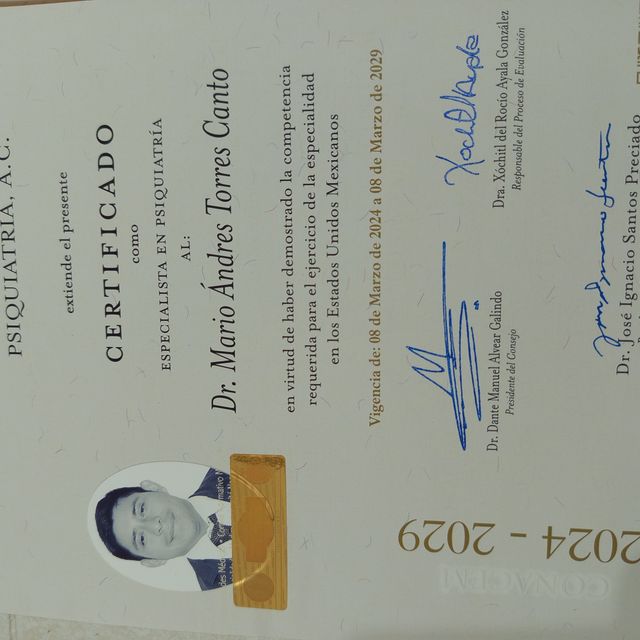 PSIQUIATRÍA, A.C.
extiende el presente
CERTIFICADO
como
ESPECIALISTA EN PSIQUIATRÍA
AL:
Dr. Mario Ándres Torres Canto
en virtud de haber demostrado la competencia
requerida para el ejercicio de la especialidad
en los Estados Unidos Mexicanos
Vigencia de: 08 de Marzo de 2024 a 08 de Marzo de 2029
Dr. Dante Manuel Alvear Galindo
Presidente del Consejo
Dra. Xóchitl del Rocio Ayala González
Responsable del Proceso de Evaluación
Dr. José Ignacio Santos Preciado
2024 - 2029
CONACEM